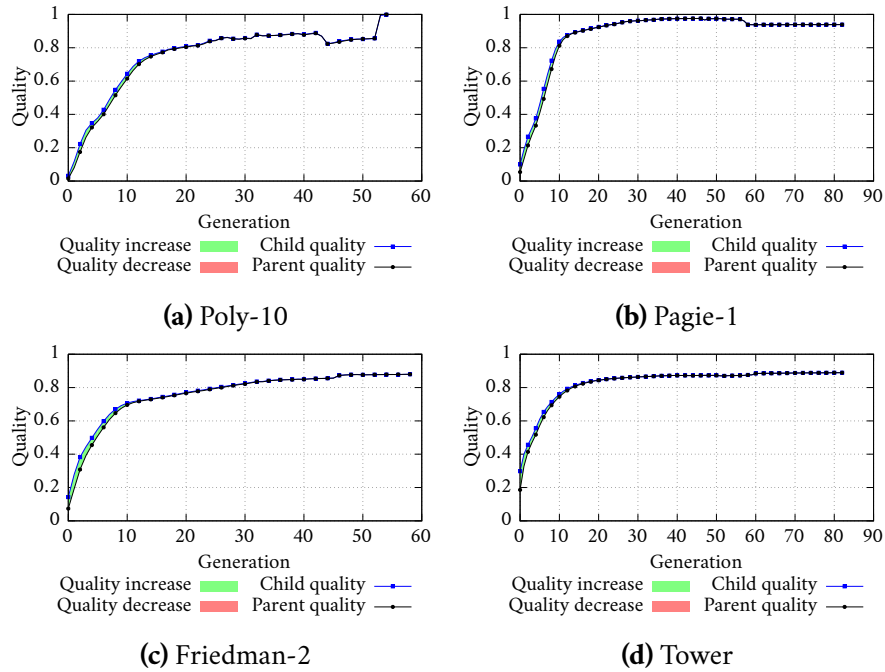 1
0.8
0.6
0.4
0.2
0
Quality
0 10 20 30 40 50 60
Generation
Quality increase Child quality
Quality decrease Parent quality
(a) Poly-10
1
0.8
0.6
0.4
0.2
0
Quality
0 10 20 30 40 50 60 70 80 90
Generation
Quality increase Child quality
Quality decrease Parent quality
(b) Pagie-1
1
0.8
0.6
0.4
0.2
0
Quality
0 10 20 30 40 50 60
Generation
Quality increase Child quality
Quality decrease Parent quality
(c) Friedman-2
1
0.8
0.6
0.4
0.2
0
Quality
0 10 20 30 40 50 60 70 80 90
Generation
Quality increase Child quality
Quality decrease Parent quality
(d) Tower